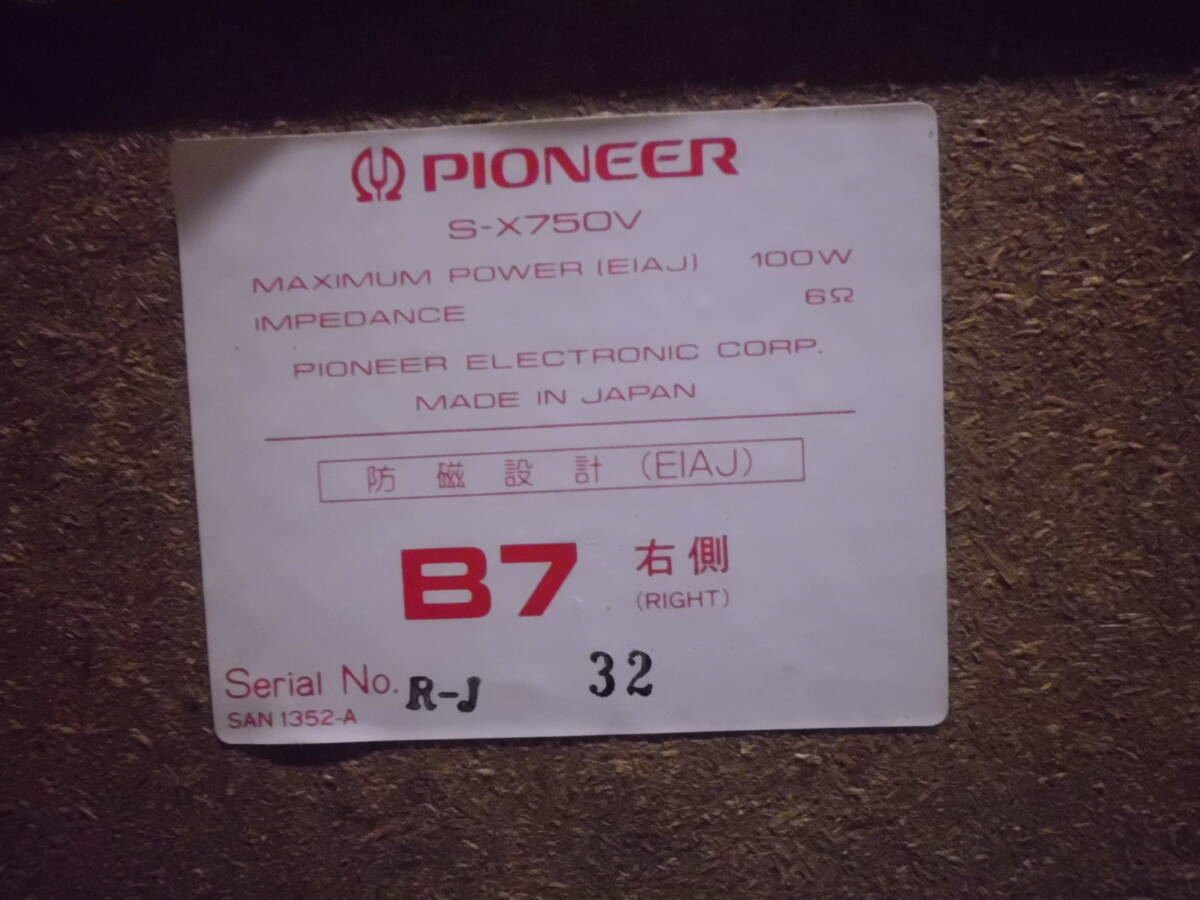 PIONEER
S-X750V
MAXIMUM POWER (EIAJ) 100W
IMPEDANCE 6Ω
PIONEER ELECTRONIC CORP.
MADE IN JAPAN
防磁設計 (EIAJ)
B7 右側
(RIGHT)
Serial No. R-J 32
SAN 1352-A